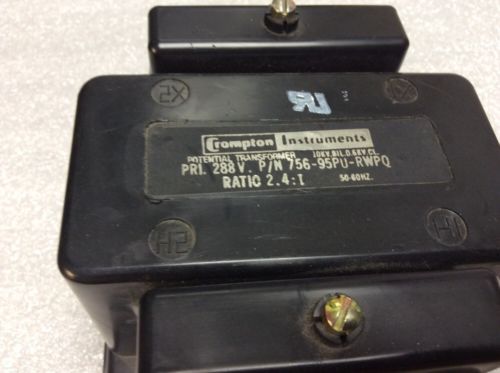 X2
X1
Crompton Instruments
POTENTIAL TRANSFORMER 10KV.BIL.0.6KV.CL.
PRI. 288V. P/N 756-95PU-RWPQ
RATIO 2.4:1 50-60HZ.
H2
H1